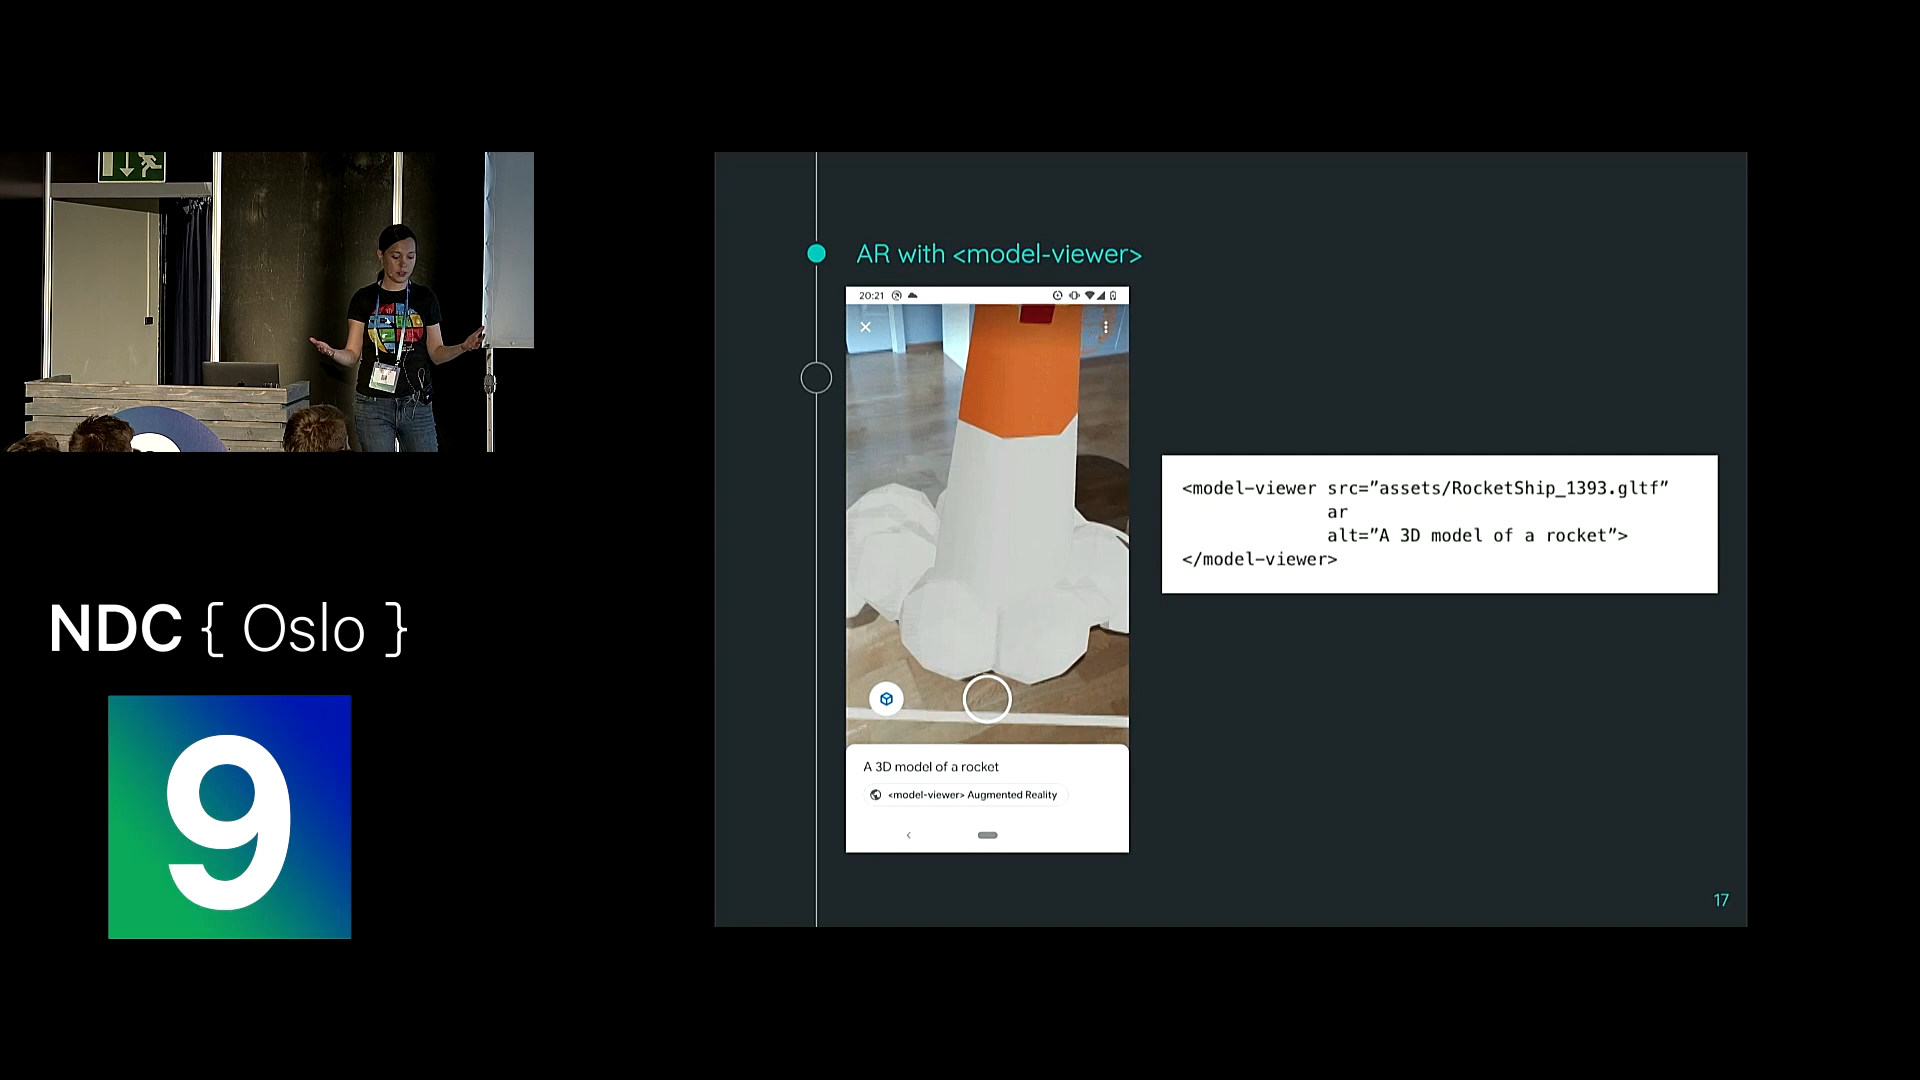 NDC { Oslo }
9
AR with <model-viewer>
20:21
A 3D model of a rocket
<model-viewer> Augmented Reality
<model-viewer src=”assets/RocketShip_1393.gltf”
ar
alt=”A 3D model of a rocket”>
</model-viewer>
17